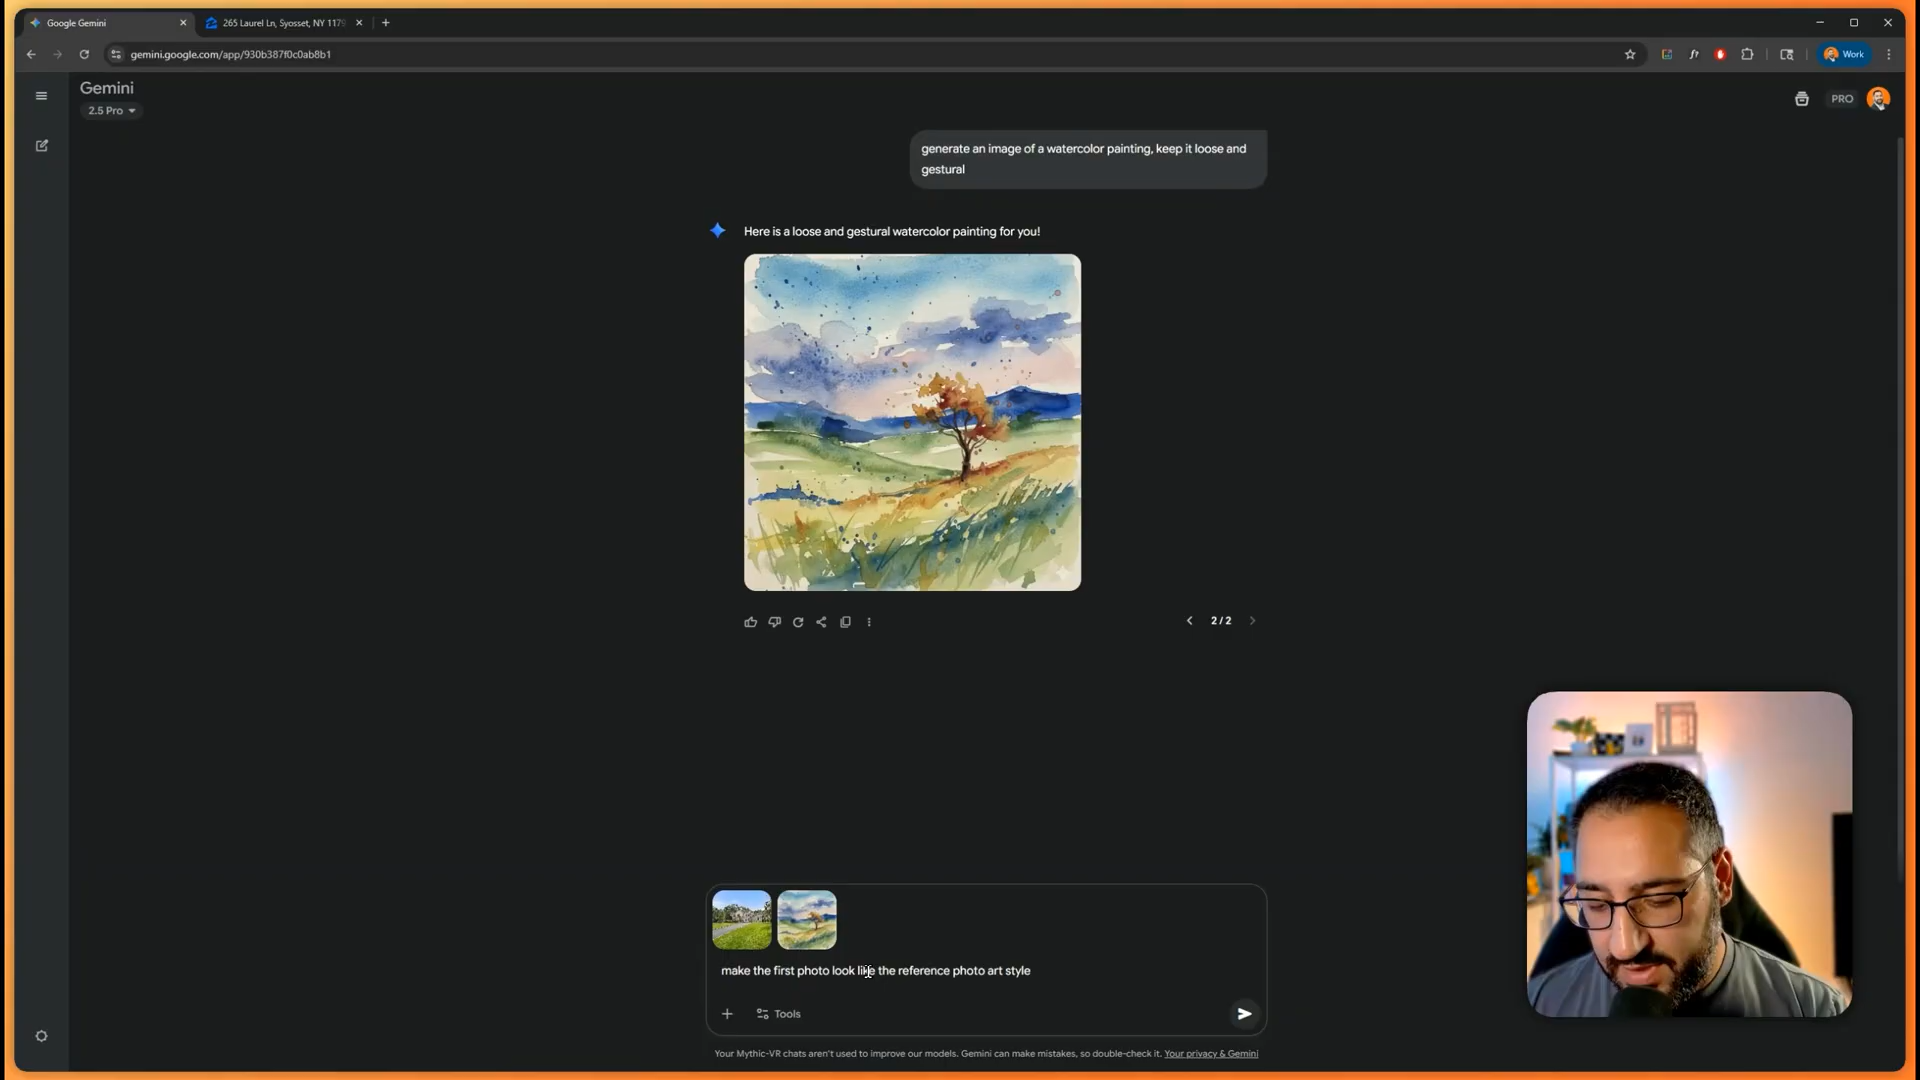 Google Gemini
265 Laurel Ln, Syosset, NY 1179
gemini.google.com/app/930b387f0c0ab8b1
Work
Gemini
2.5 Pro
PRO
generate an image of a watercolor painting, keep it loose and
gestural
Here is a loose and gestural watercolor painting for you!
2 / 2
make the first photo look like the reference photo art style
Tools
Your Mythic-VR chats aren't used to improve our models. Gemini can make mistakes, so double-check it. Your privacy & Gemini